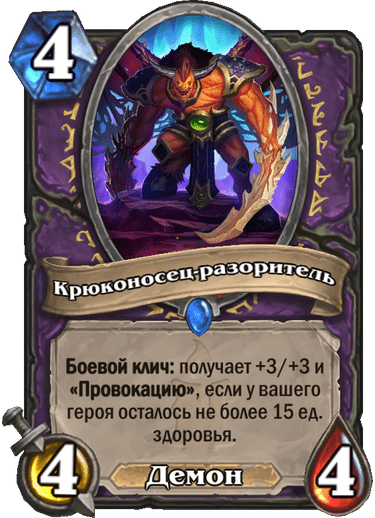 4
Крюконосец-разоритель
Боевой клич: получает +3/+3 и
«Провокацию», если у вашего
героя осталось не более 15 ед.
здоровья.
4
Демон
4